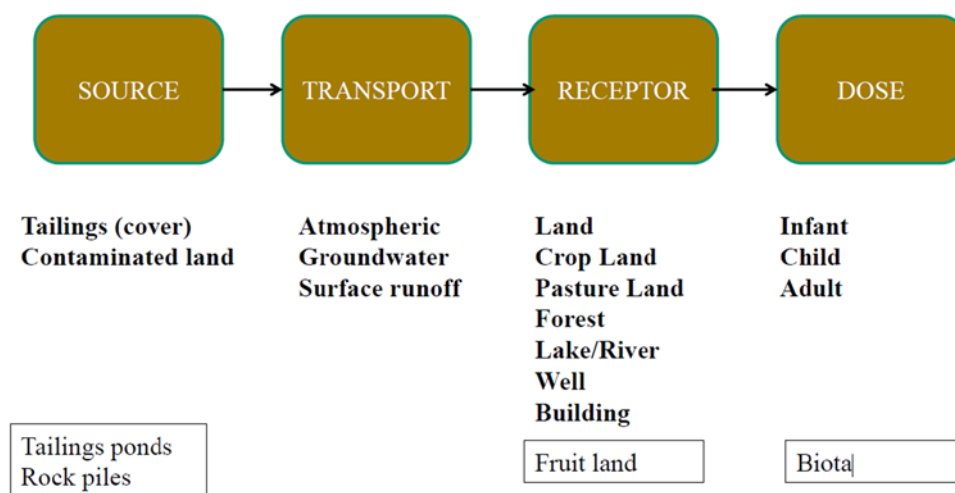 SOURCE
TRANSPORT
RECEPTOR
DOSE
Tailings (cover)
Contaminated land
Atmospheric
Groundwater
Surface runoff
Land
Crop Land
Pasture Land
Forest
Lake/River
Well
Building
Infant
Child
Adult
Tailings ponds
Rock piles
Fruit land
Biota